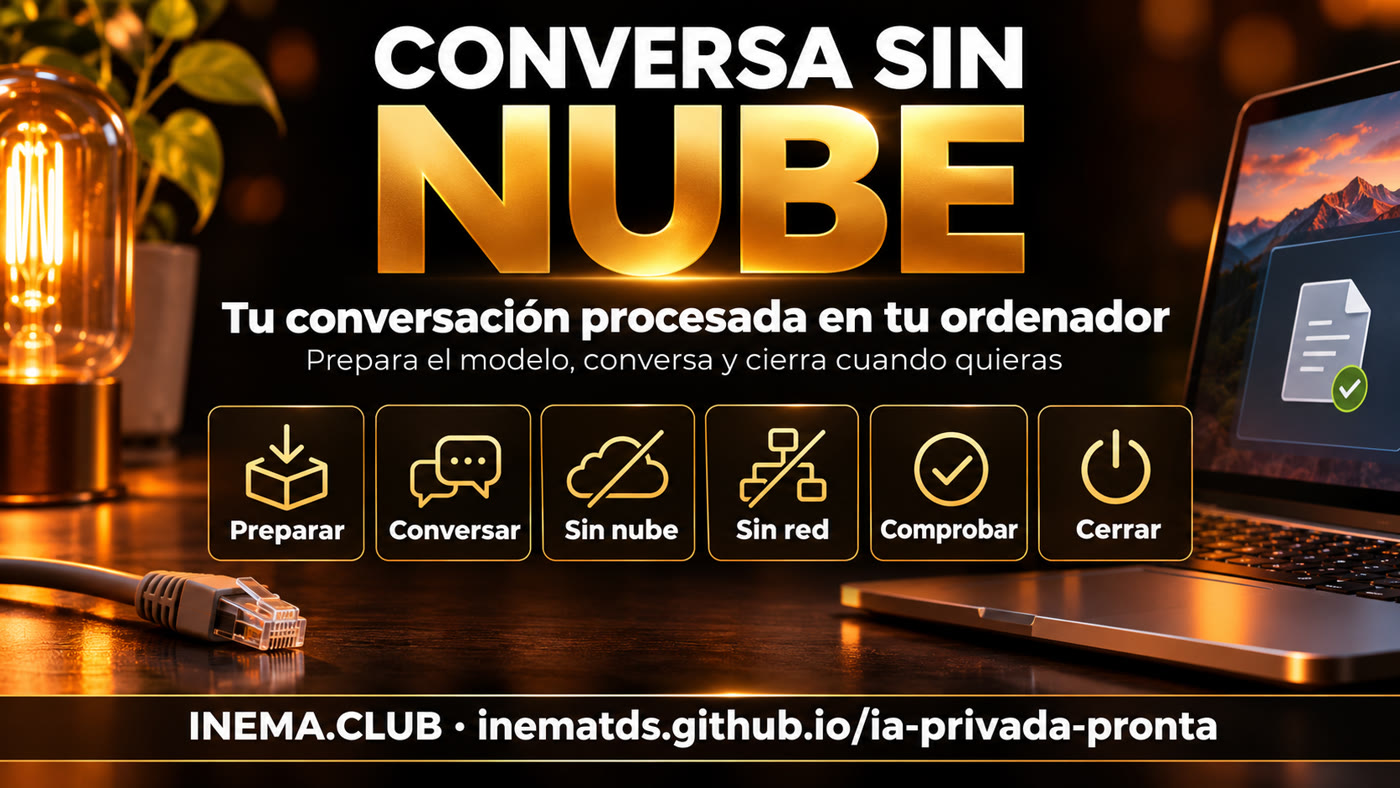 CONVERSA SIN
NUBE
Tu conversación procesada en tu ordenador
Prepara el modelo, conversa y cierra cuando quieras
Preparar
Conversar
Sin nube
Sin red
Comprobar
Cerrar
INEMA.CLUB • inematds.github.io/ia-privada-pronta